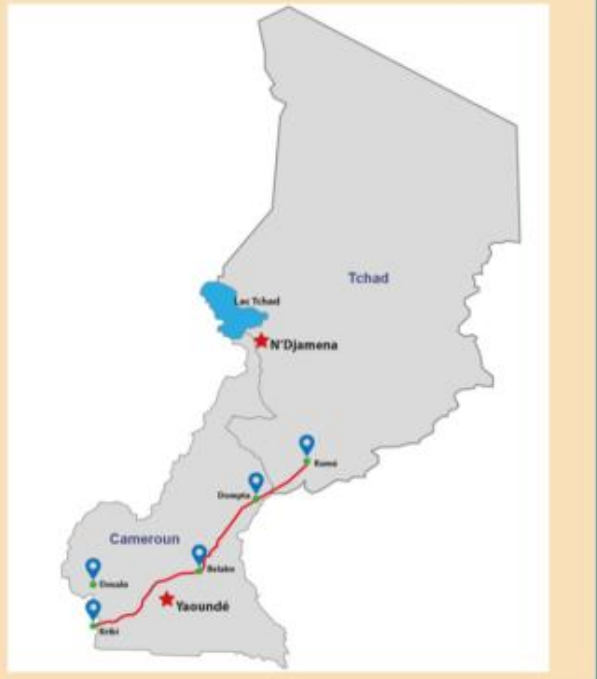 Tchad
Lac Tchad
N'Djamena
Komé
Dompta
Cameroun
Belabo
Douala
Yaoundé
Kribi